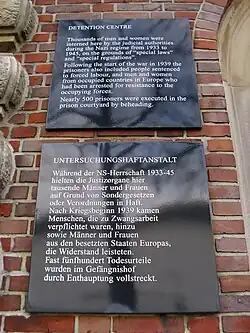 DETENTION CENTRE
Thousands of men and women were
interned here by the judicial authorities
during the Nazi regime from 1933 to
1945, on the grounds of "special laws"
and "special regulations".
Following the start of the war in 1939 the
prisoners also included people sentenced
to forced labour, and men and women
from occupied countries in Europe who
had been arrested for resistance to the
occupying forces.
Nearly 500 prisoners were executed in the
prison courtyard by beheading.
UNTERSUCHUNGSHAFTANSTALT
Während der NS-Herrschaft 1933-45
hielten die Justizorgane hier
tausende Männer und Frauen
auf Grund von Sondergesetzen
oder Verordnungen in Haft.
Nach Kriegsbeginn 1939 kamen
Menschen, die zu Zwangsarbeit
verpflichtet waren, hinzu
sowie Männer und Frauen
aus den besetzten Staaten Europas,
die Widerstand leisteten.
Fast fünfhundert Todesurteile
wurden im Gefängnishof
durch Enthauptung vollstreckt.